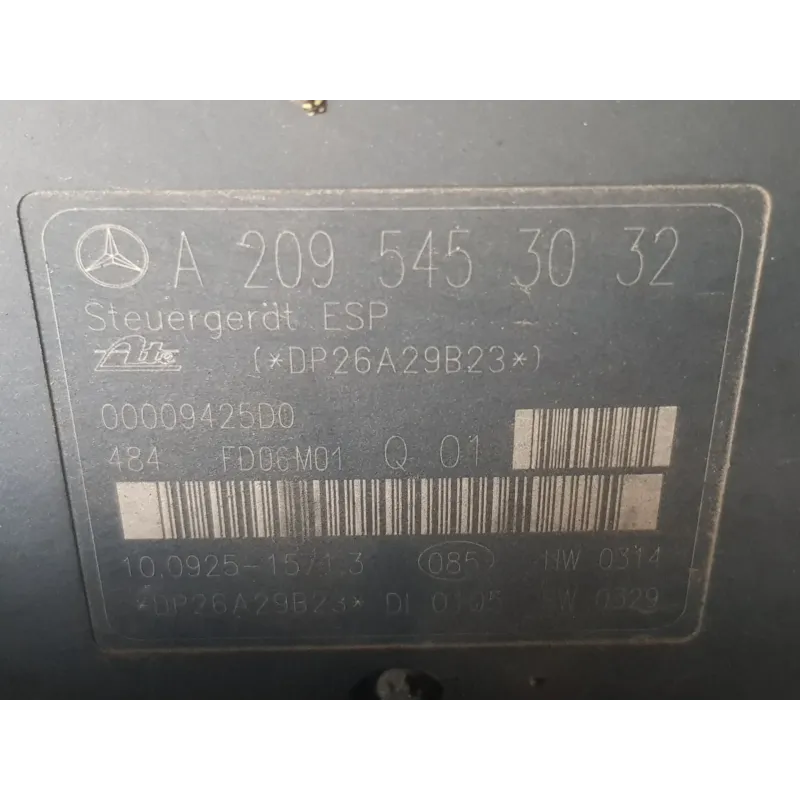 A 209 545 30 32
Steuergerät ESP
Ate (*DP26A29B23*)
00009425D0
484 FD06M01 Q 01
10.0925-1571.3 085 HW 0314
*DP26A29B23* DI 0105 SW 0329